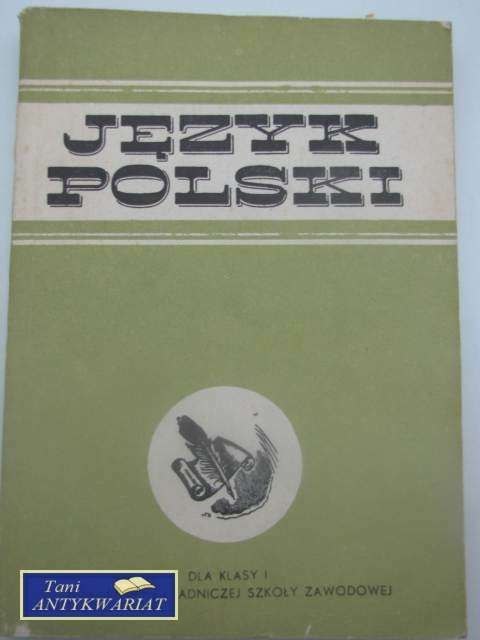 JĘZYK
POLSKI
DLA KLASY I
ADNICZEJ SZKOŁY ZAWODOWEJ
Tani
ANTYKWARIAT